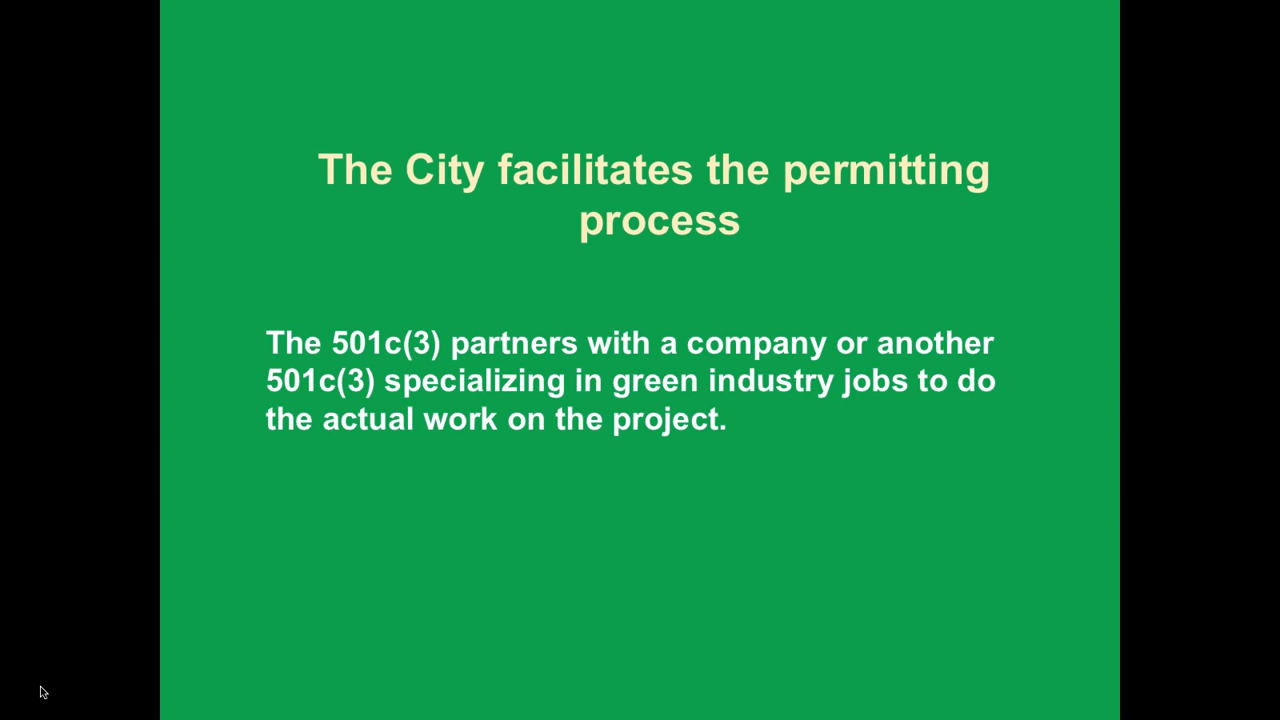 The City facilitates the permitting
process
The 501c(3) partners with a company or another
501c(3) specializing in green industry jobs to do
the actual work on the project.